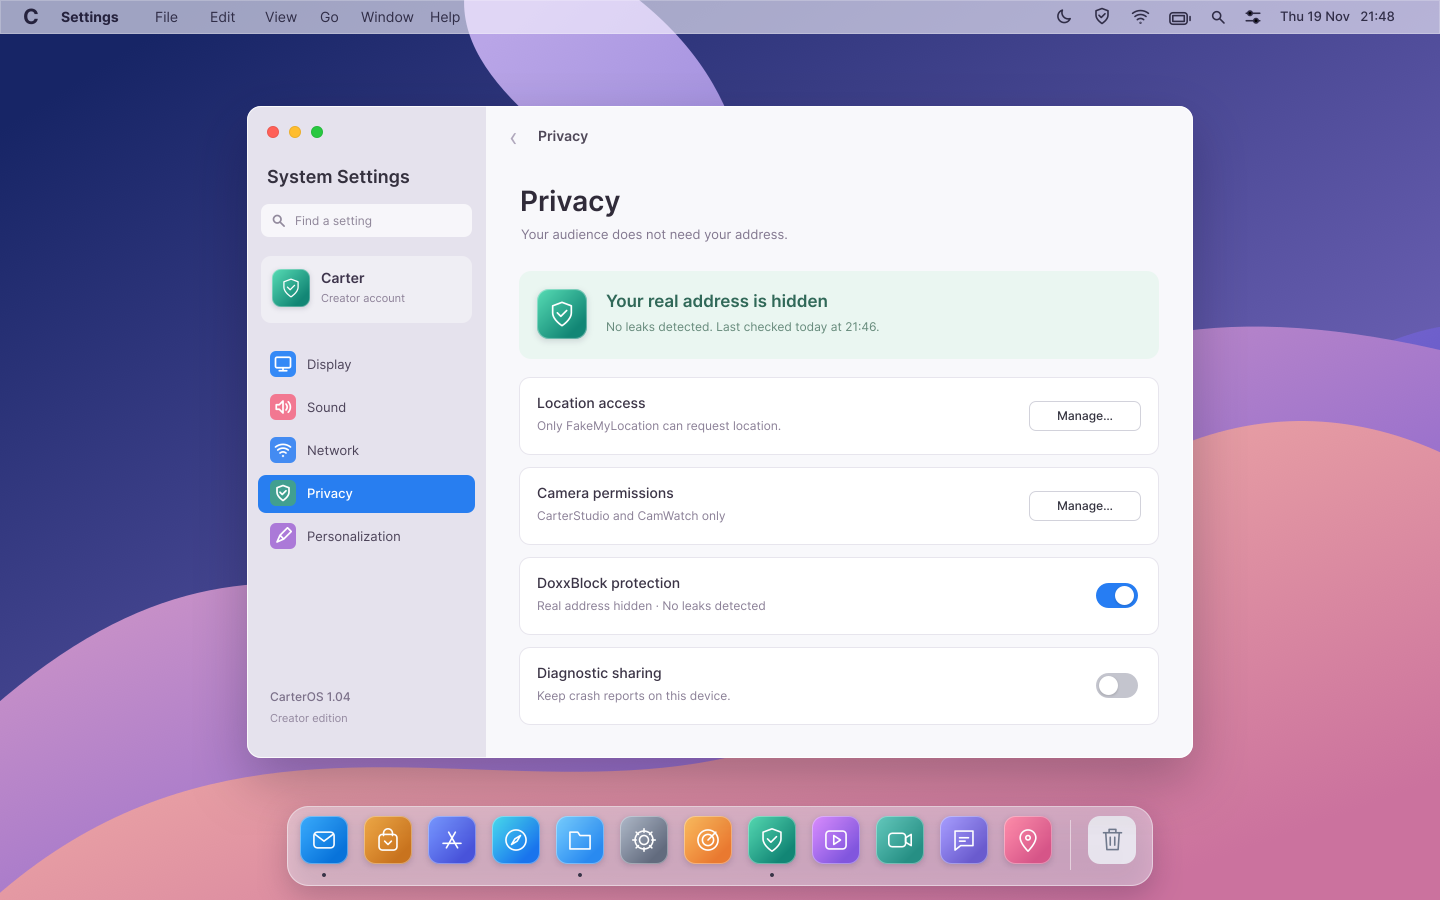 C Settings File Edit View Go Window Help Thu 19 Nov 21:48
System Settings
Find a setting
Carter
Creator account
Display
Sound
Network
Privacy
Personalization
CarterOS 1.04
Creator edition
Privacy
Privacy
Your audience does not need your address.
Your real address is hidden
No leaks detected. Last checked today at 21:46.
Location access
Only FakeMyLocation can request location.
Manage...
Camera permissions
CarterStudio and CamWatch only
Manage...
DoxxBlock protection
Real address hidden · No leaks detected
Diagnostic sharing
Keep crash reports on this device.